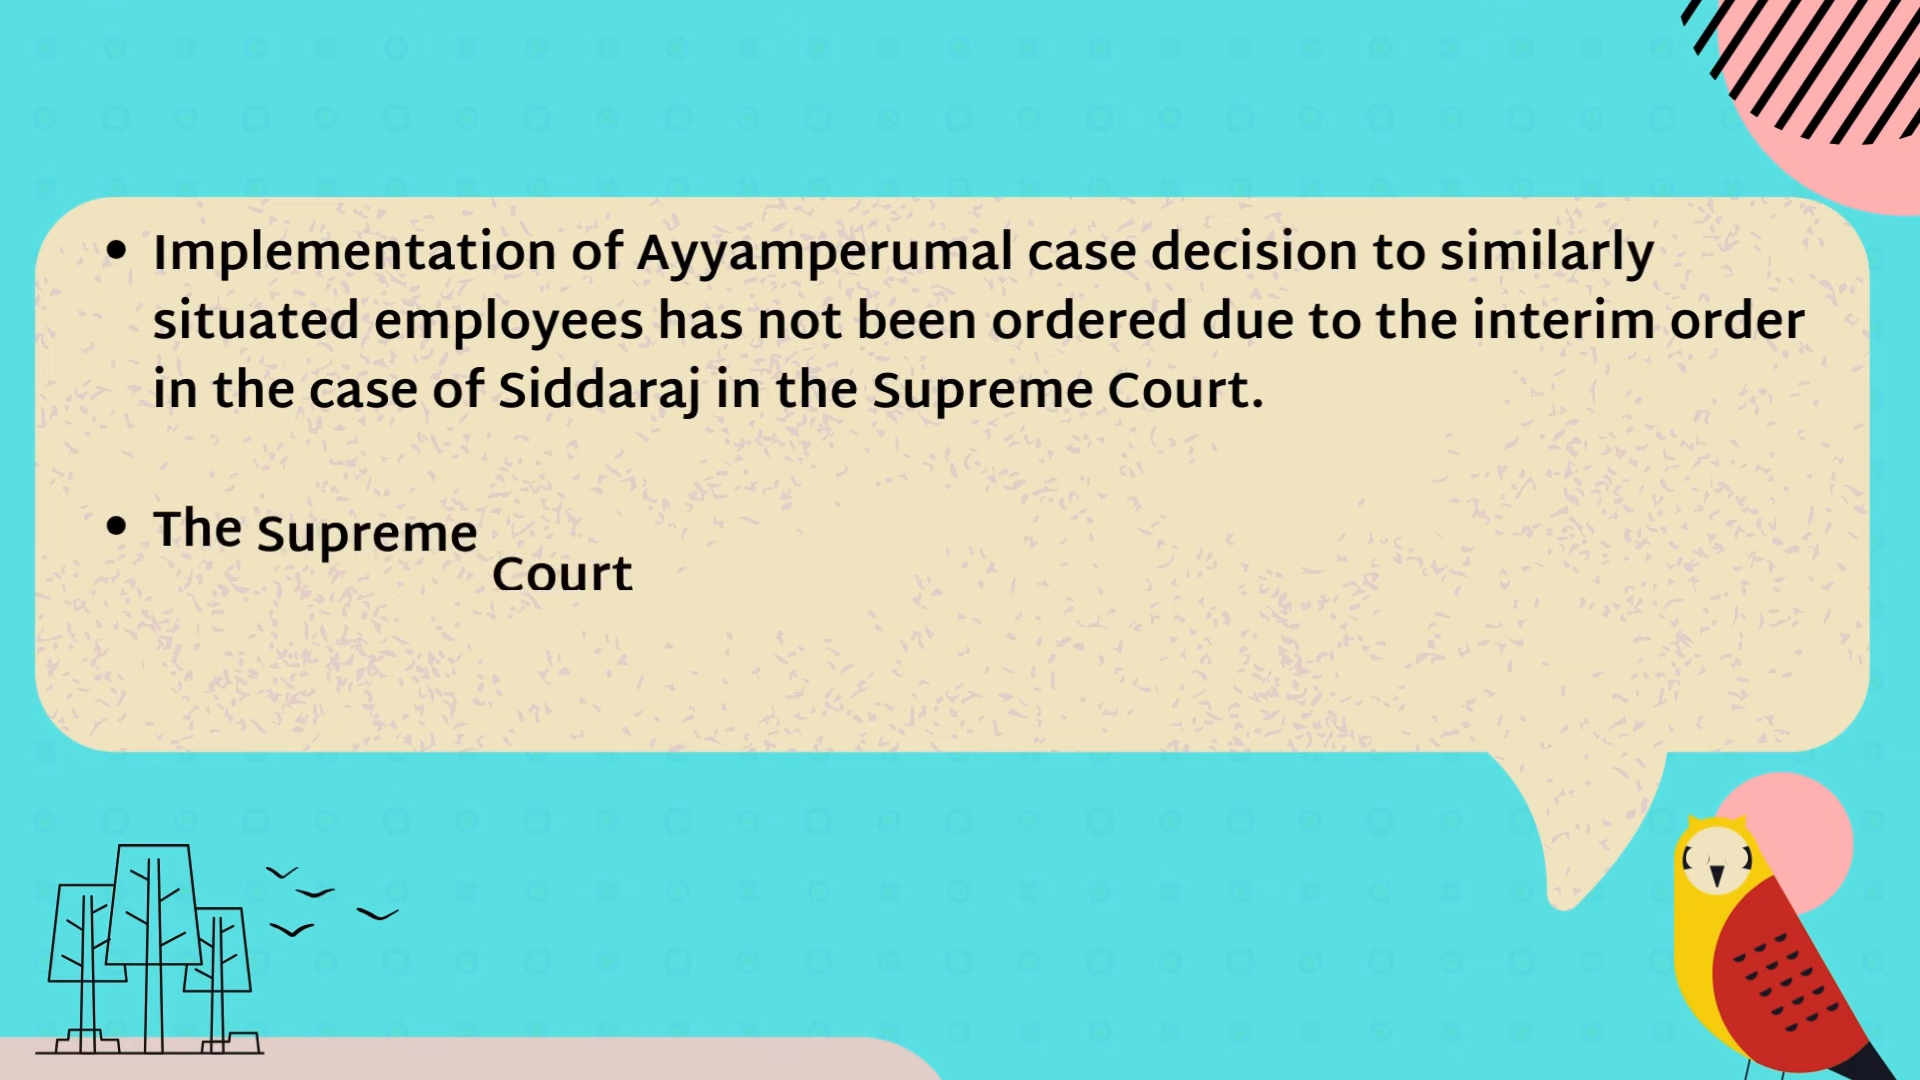 • Implementation of Ayyamperumal case decision to similarly
situated employees has not been ordered due to the interim order
in the case of Siddaraj in the Supreme Court.
• The Supreme Court